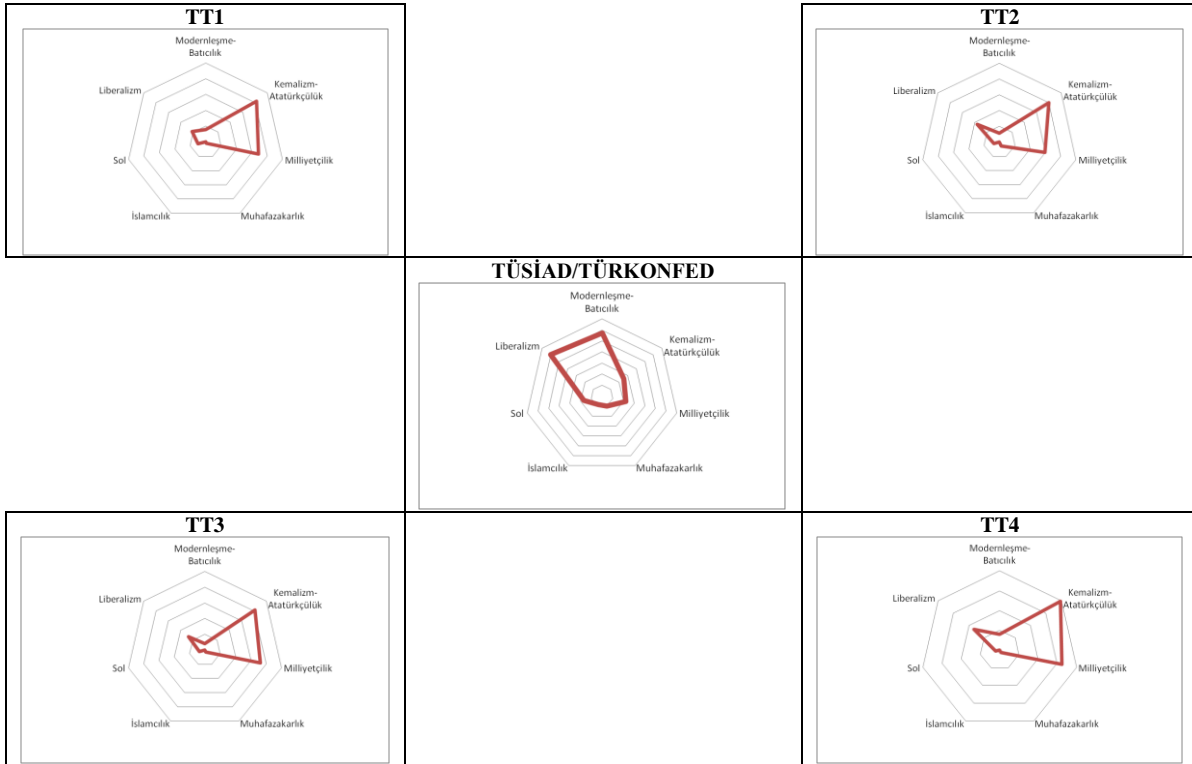 TT1
Modernleşme-
Batıcılık
Kemalizm-
Atatürkçülük
Milliyetçilik
Muhafazakarlık
İslamcılık
Sol
Liberalizm
TT2
Modernleşme-
Batıcılık
Kemalizm-
Atatürkçülük
Milliyetçilik
Muhafazakarlık
İslamcılık
Sol
Liberalizm
TÜSİAD/TÜRKONFED
Modernleşme-
Batıcılık
Kemalizm-
Atatürkçülük
Milliyetçilik
Muhafazakarlık
İslamcılık
Sol
Liberalizm
TT3
Modernleşme-
Batıcılık
Kemalizm-
Atatürkçülük
Milliyetçilik
Muhafazakarlık
İslamcılık
Sol
Liberalizm
TT4
Modernleşme-
Batıcılık
Kemalizm-
Atatürkçülük
Milliyetçilik
Muhafazakarlık
İslamcılık
Sol
Liberalizm